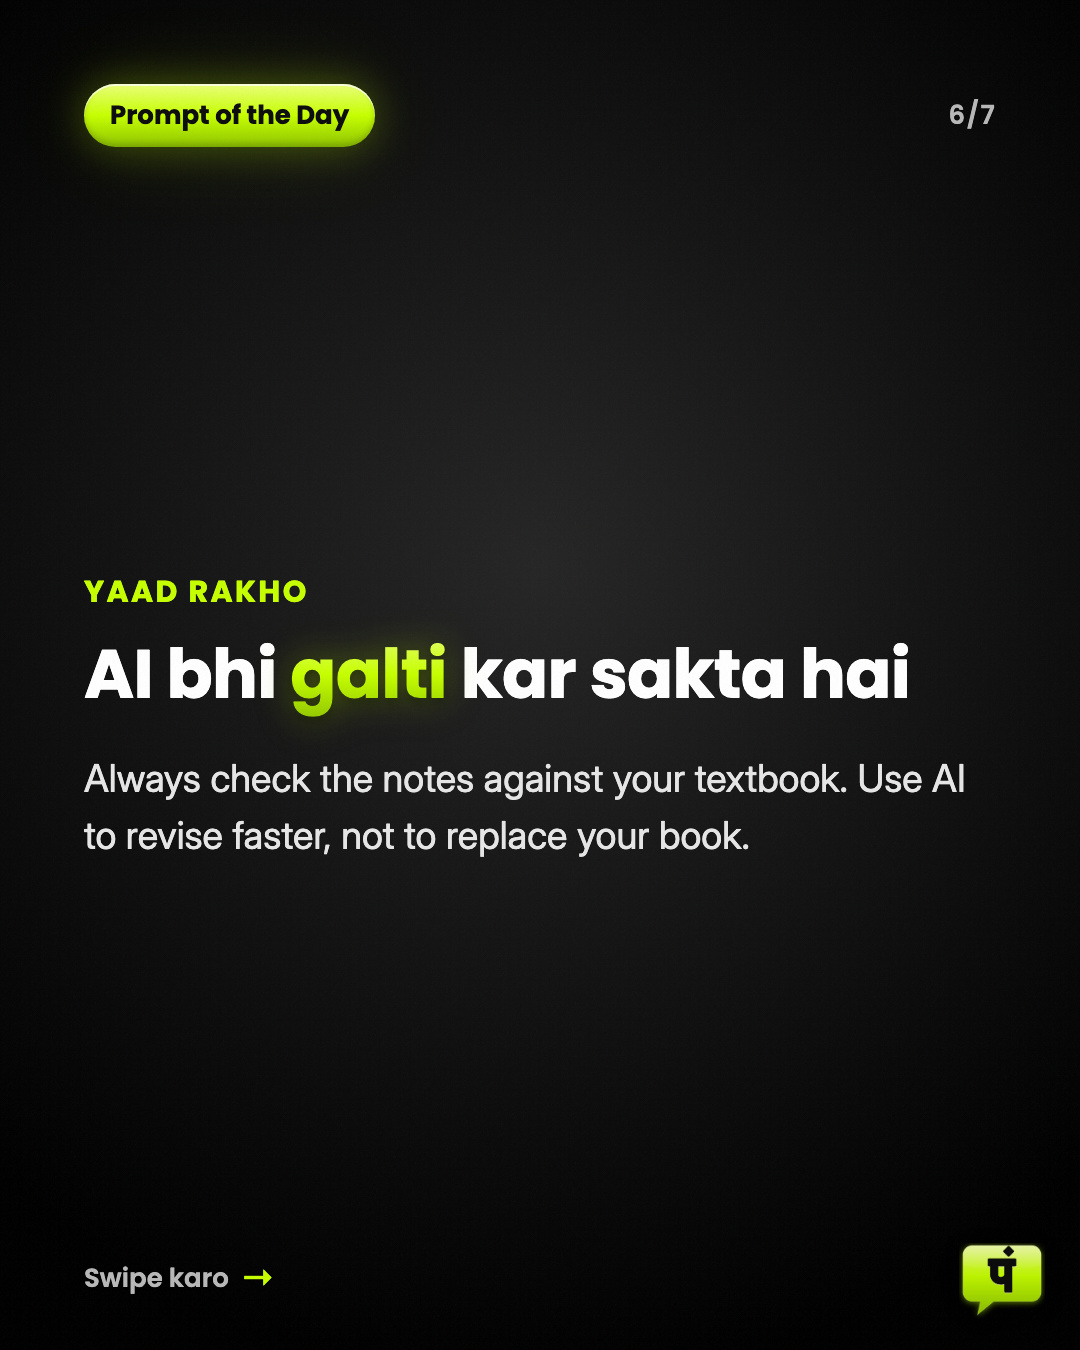 Prompt of the Day
6/7
YAAD RAKHO
AI bhi galti kar sakta hai
Always check the notes against your textbook. Use AI
to revise faster, not to replace your book.
Swipe karo →
पं